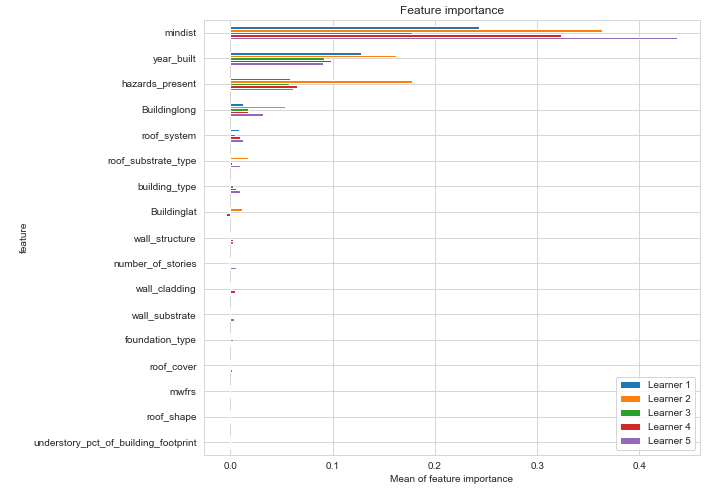 Feature importance
mindist
year_built
hazards_present
Buildinglong
roof_system
roof_substrate_type
building_type
Buildinglat
wall_structure
number_of_stories
wall_cladding
wall_substrate
foundation_type
roof_cover
mwfrs
roof_shape
understory_pct_of_building_footprint
feature
Learner 1
Learner 2
Learner 3
Learner 4
Learner 5
0.0 0.1 0.2 0.3 0.4
Mean of feature importance